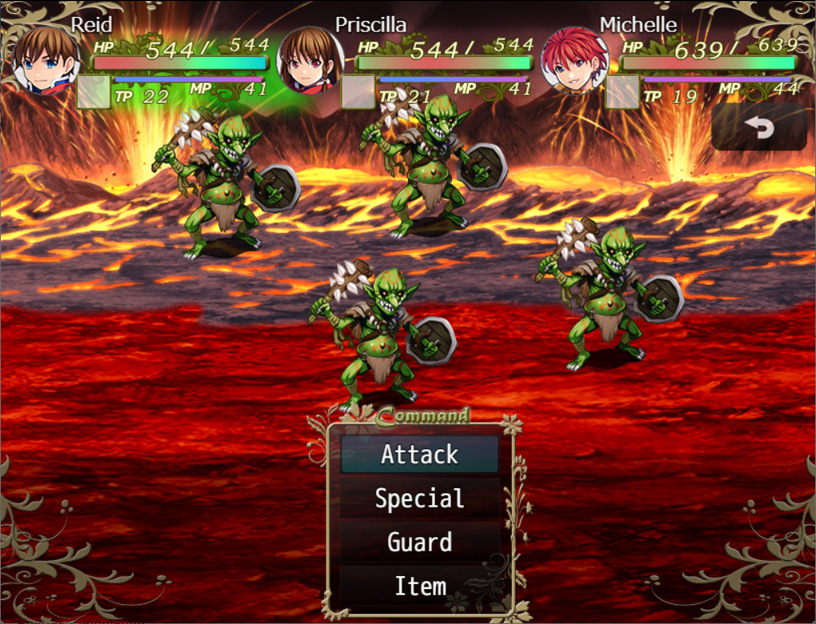 Reid
HP 544/ 544
TP 22 MP 41
Priscilla
HP 544/ 544
TP 21 MP 41
Michelle
HP 639/ 639
TP 19 MP 44
Command
Attack
Special
Guard
Item